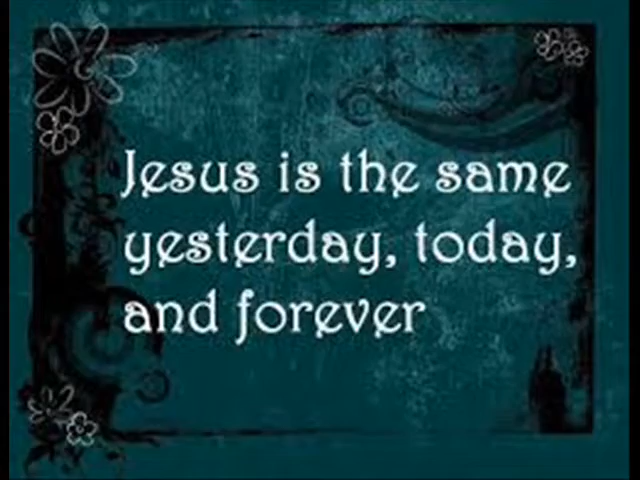 Jesus is the same
yesterday, today,
and forever